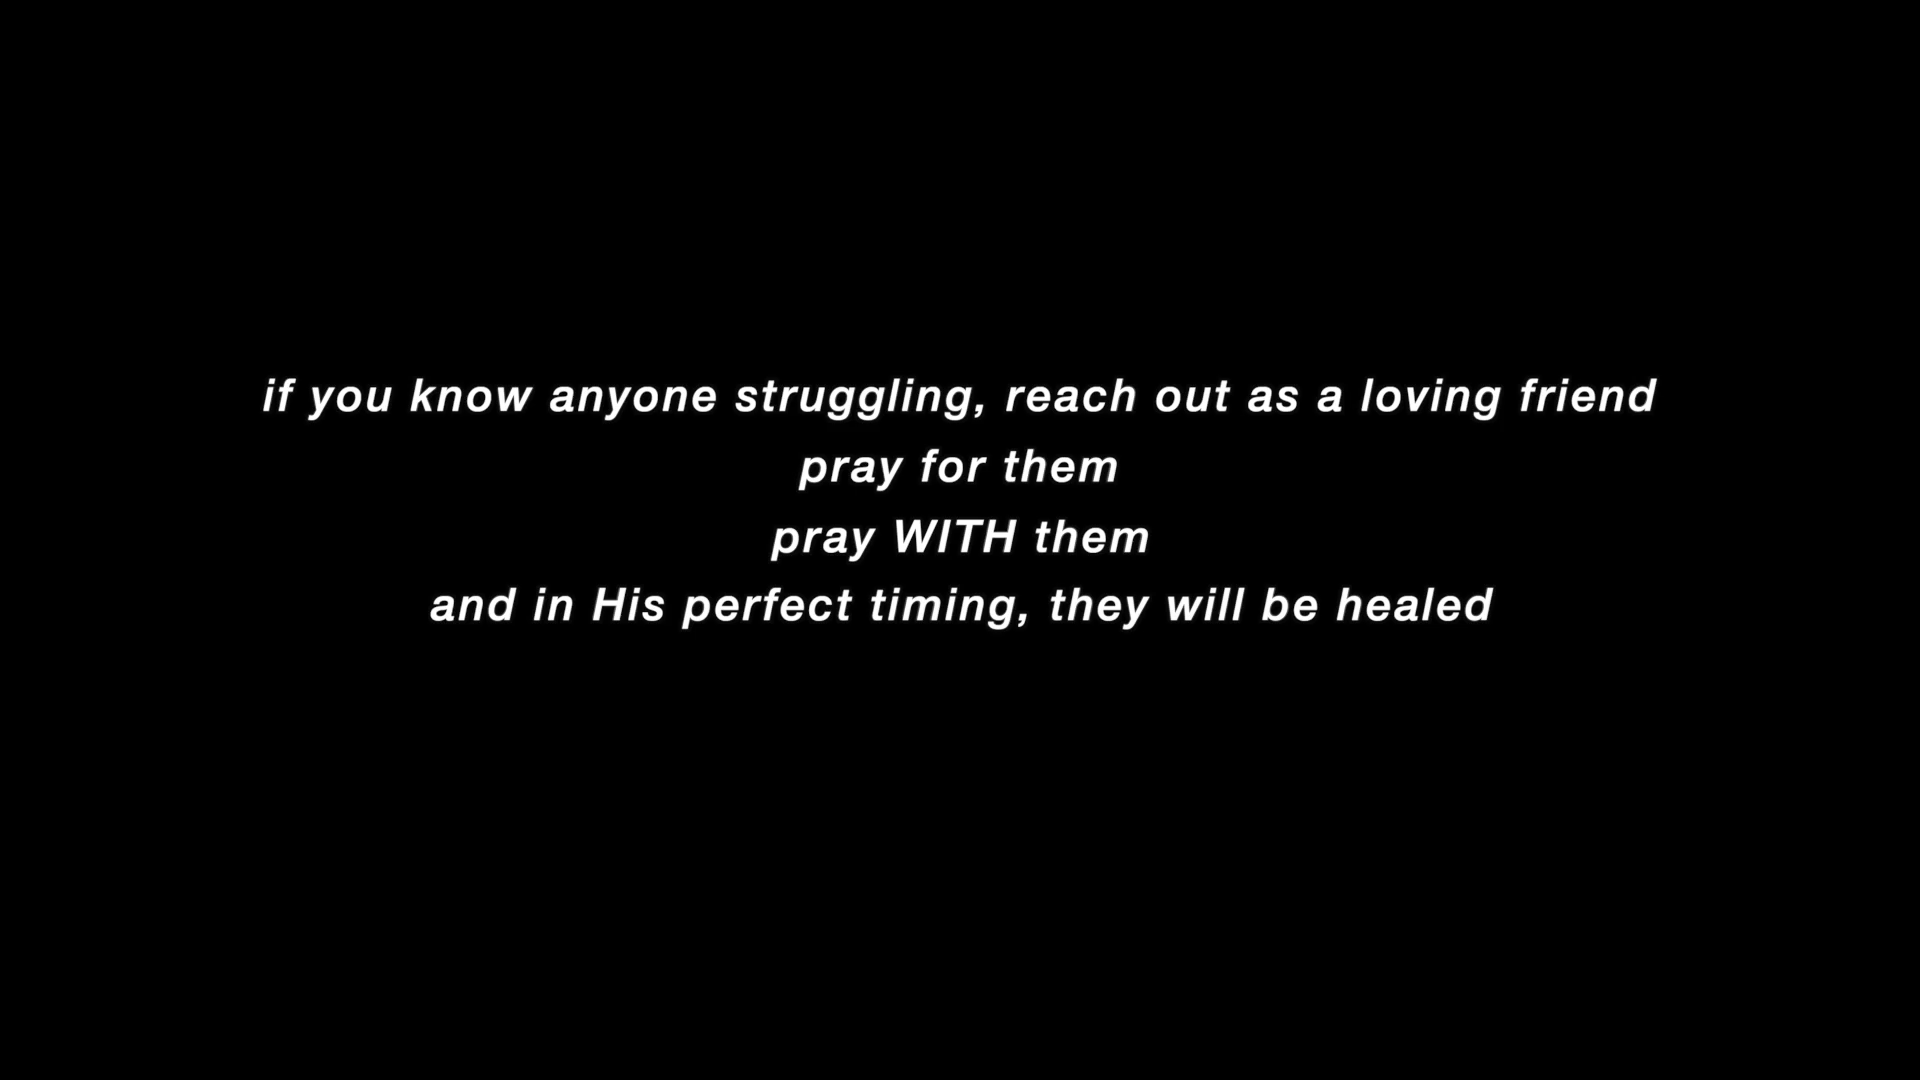 if you know anyone struggling, reach out as a loving friend
pray for them
pray WITH them
and in His perfect timing, they will be healed